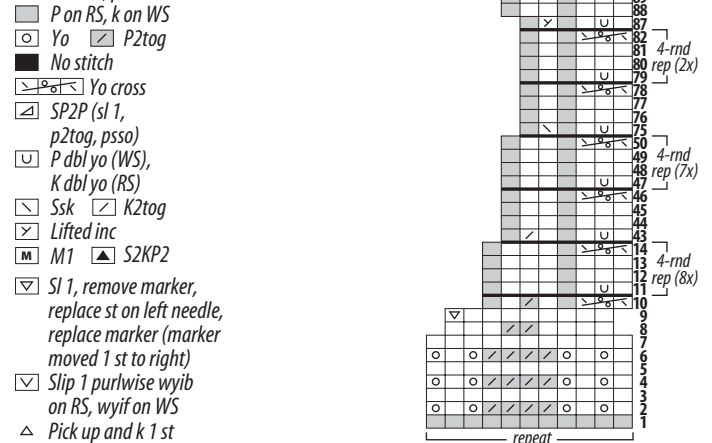 P on RS, k on WS
Yo P2tog
No stitch
Yo cross
SP2P (sl 1,
p2tog, psso)
P dbl yo (WS),
K dbl yo (RS)
Ssk K2tog
Lifted inc
M M1 S2KP2
Sl 1, remove marker,
replace st on left needle,
replace marker (marker
moved 1 st to right)
Slip 1 purlwise wyib
on RS, wyif on WS
Pick up and k 1 st
88
87
82
81 4-rnd
80 rep (2x)
79
78
77
76
75
50
49 4-rnd
48 rep (7x)
47
46
45
44
43
14
13 4-rnd
12 rep (8x)
11
10
9
8
7
6
5
4
3
2
1
repeat